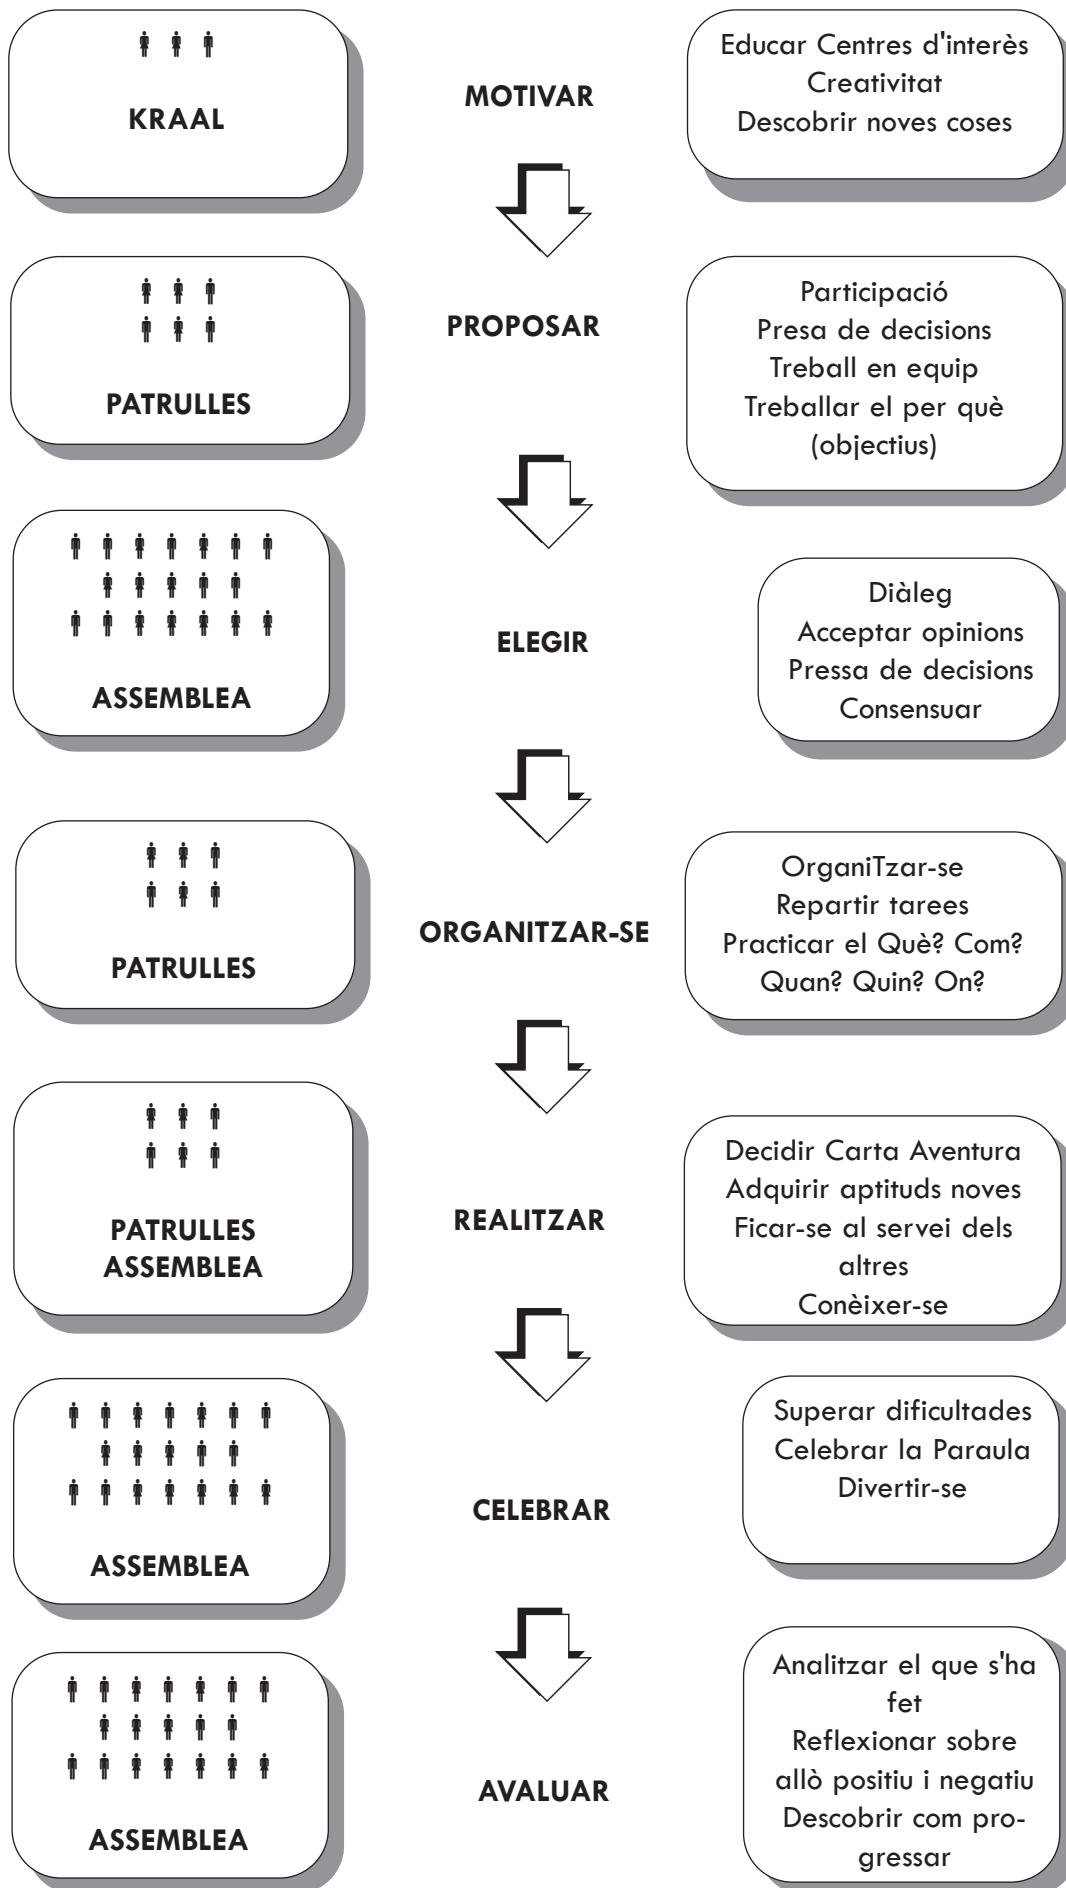 KRAAL
MOTIVAR
Educar Centres d'interès
Creativitat
Descobrir noves coses
PATRULLES
PROPOSAR
Participació
Presa de decisions
Treball en equip
Treballar el per què
(objectius)
ASSEMBLEA
ELEGIR
Diàleg
Acceptar opinions
Pressa de decisions
Consensuar
PATRULLES
ORGANITZAR-SE
OrganiTzar-se
Repartir tarees
Practicar el Què? Com?
Quan? Quin? On?
PATRULLES
ASSEMBLEA
REALITZAR
Decidir Carta Aventura
Adquirir aptituds noves
Ficar-se al servei dels
altres
Conèixer-se
ASSEMBLEA
CELEBRAR
Superar dificultades
Celebrar la Paraula
Divertir-se
ASSEMBLEA
AVALUAR
Analitzar el que s'ha
fet
Reflexionar sobre
allò positiu i negatiu
Descobrir com pro-
gressar